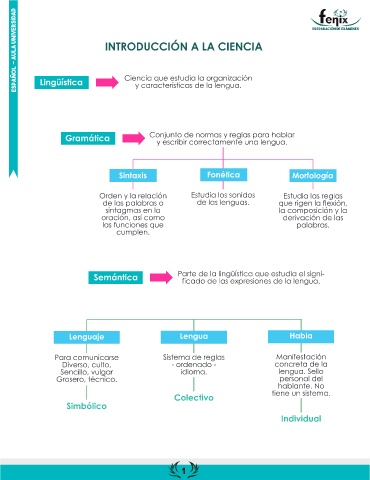 ESPAÑOL – AULA UNIVERSIDAD
fenix
PREPARACIÓN DE EXÁMENES
INTRODUCCIÓN A LA CIENCIA
Lingüística
Ciencia que estudia la organización
y características de la lengua.
Gramática
Conjunto de normas y reglas para hablar
y escribir correctamente una lengua.
Sintaxis
Orden y la relación
de las palabras o
sintagmas en la
oración, así como
las funciones que
cumplen.
Fonética
Estudia los sonidos
de las lenguas.
Morfología
Estudia las reglas
que rigen la flexión,
la composición y la
derivación de las
palabras.
Semántica
Parte de la lingüística que estudia el signi-
ficado de las expresiones de la lengua.
Lenguaje
Para comunicarse
Diverso, culto,
Sencillo, vulgar
Grosero, técnico.
Simbólico
Lengua
Sistema de reglas
- ordenado -
idioma.
Colectivo
Habla
Manifestación
concreta de la
lengua. Sello
personal del
hablante. No
tiene un sistema.
Individual
1